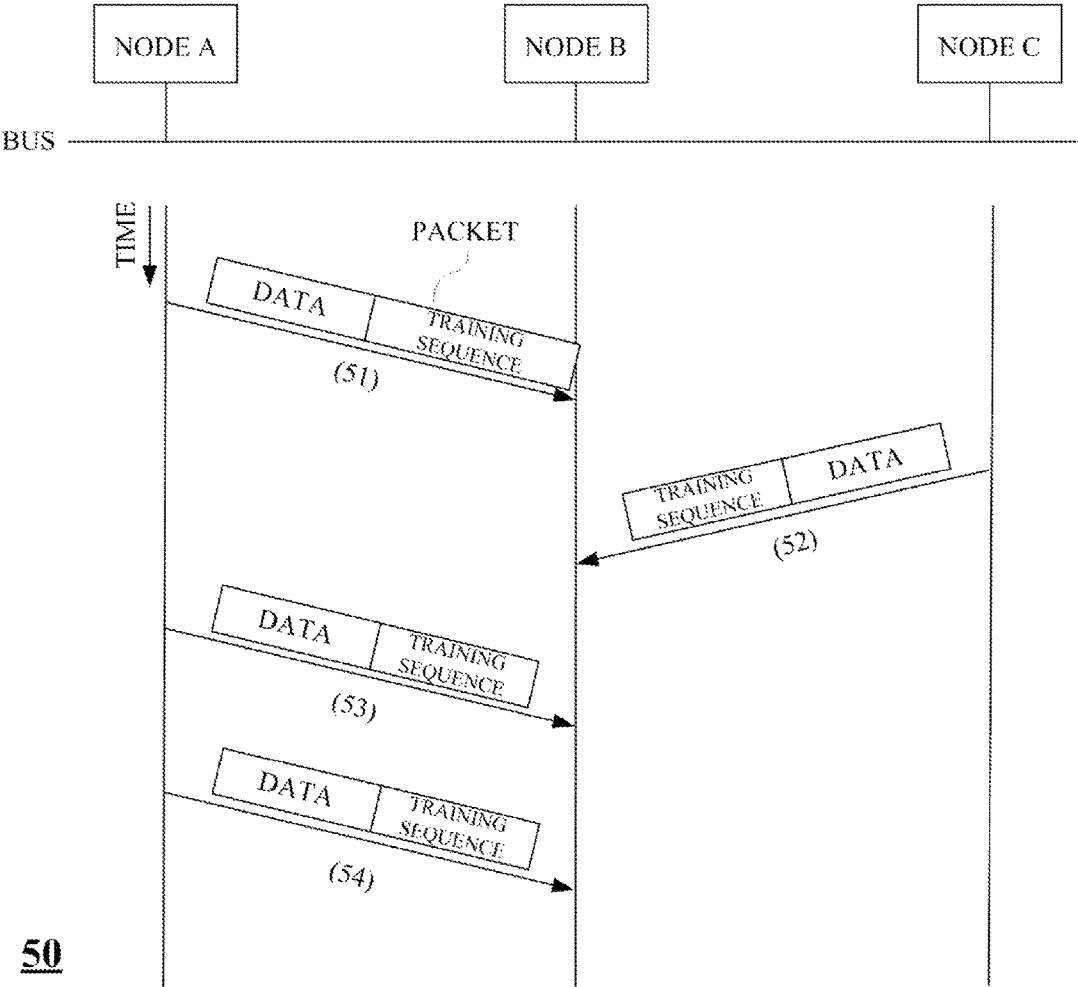 NODE A
NODE B
NODE C
BUS
TIME
PACKET
DATA
TRAINING
SEQUENCE
(51)
TRAINING
SEQUENCE
DATA
(52)
DATA
TRAINING
SEQUENCE
(53)
DATA
TRAINING
SEQUENCE
(54)
50